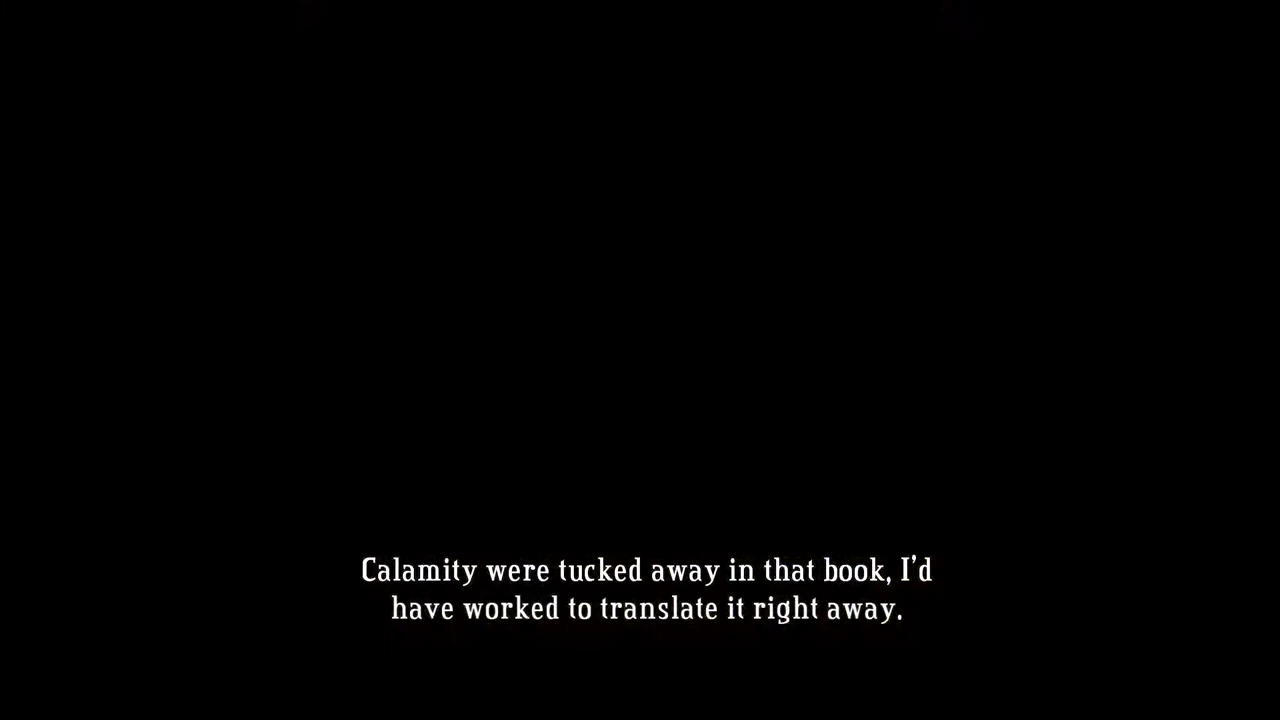 Calamity were tucked away in that book, I'd
have worked to translate it right away.